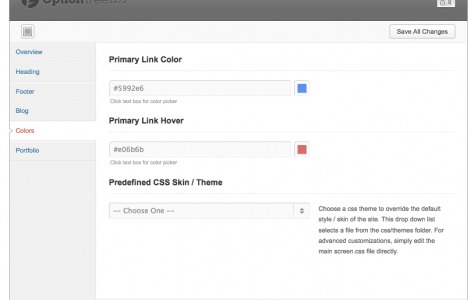 Save All Changes
Overview
Heading
Footer
Blog
Colors
Portfolio
Primary Link Color
#5992e6
Click text box for color picker
Primary Link Hover
#e06b6b
Click text box for color picker
Predefined CSS Skin / Theme
-- Choose One --
Choose a css theme to override the default
style / skin of the site. This drop down list
selects a file from the css/themes folder. For
advanced customizations, simply edit the
main screen.css file directly.